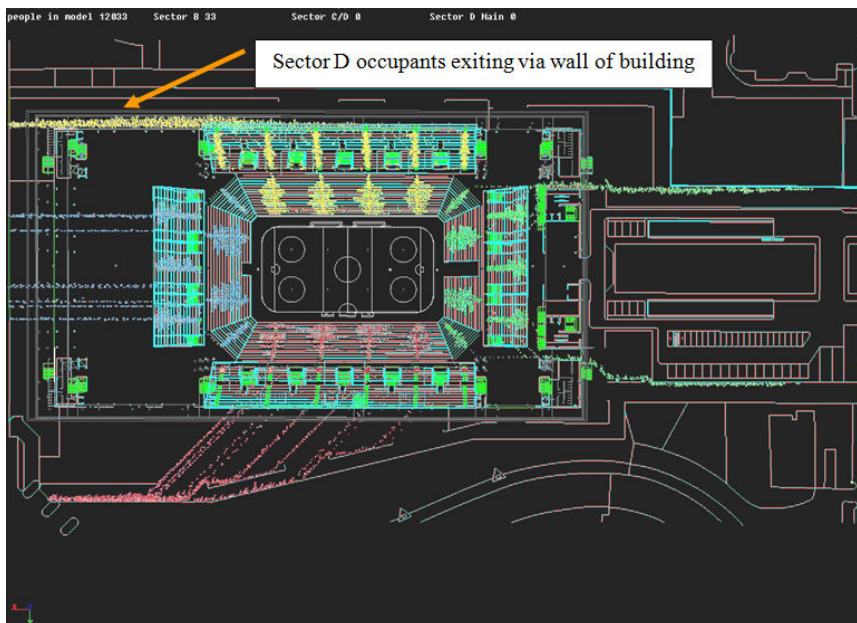 people in model 12033 Sector B 33 Sector C/D 0 Sector D Main 0
Sector D occupants exiting via wall of building